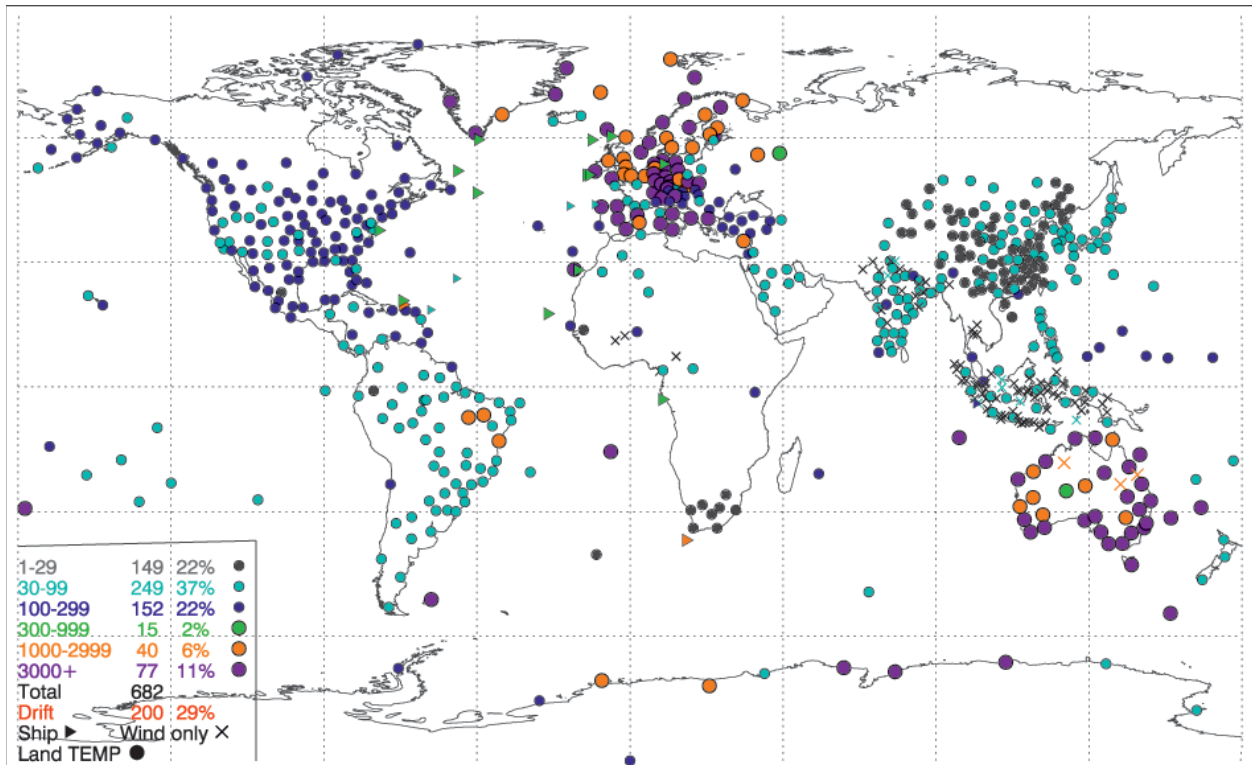 1-29 149 22%
30-99 249 37%
100-299 152 22%
300-999 15 2%
1000-2999 40 6%
3000+ 77 11%
Total 682
Drift 200 29%
Ship Wind only
Land TEMP